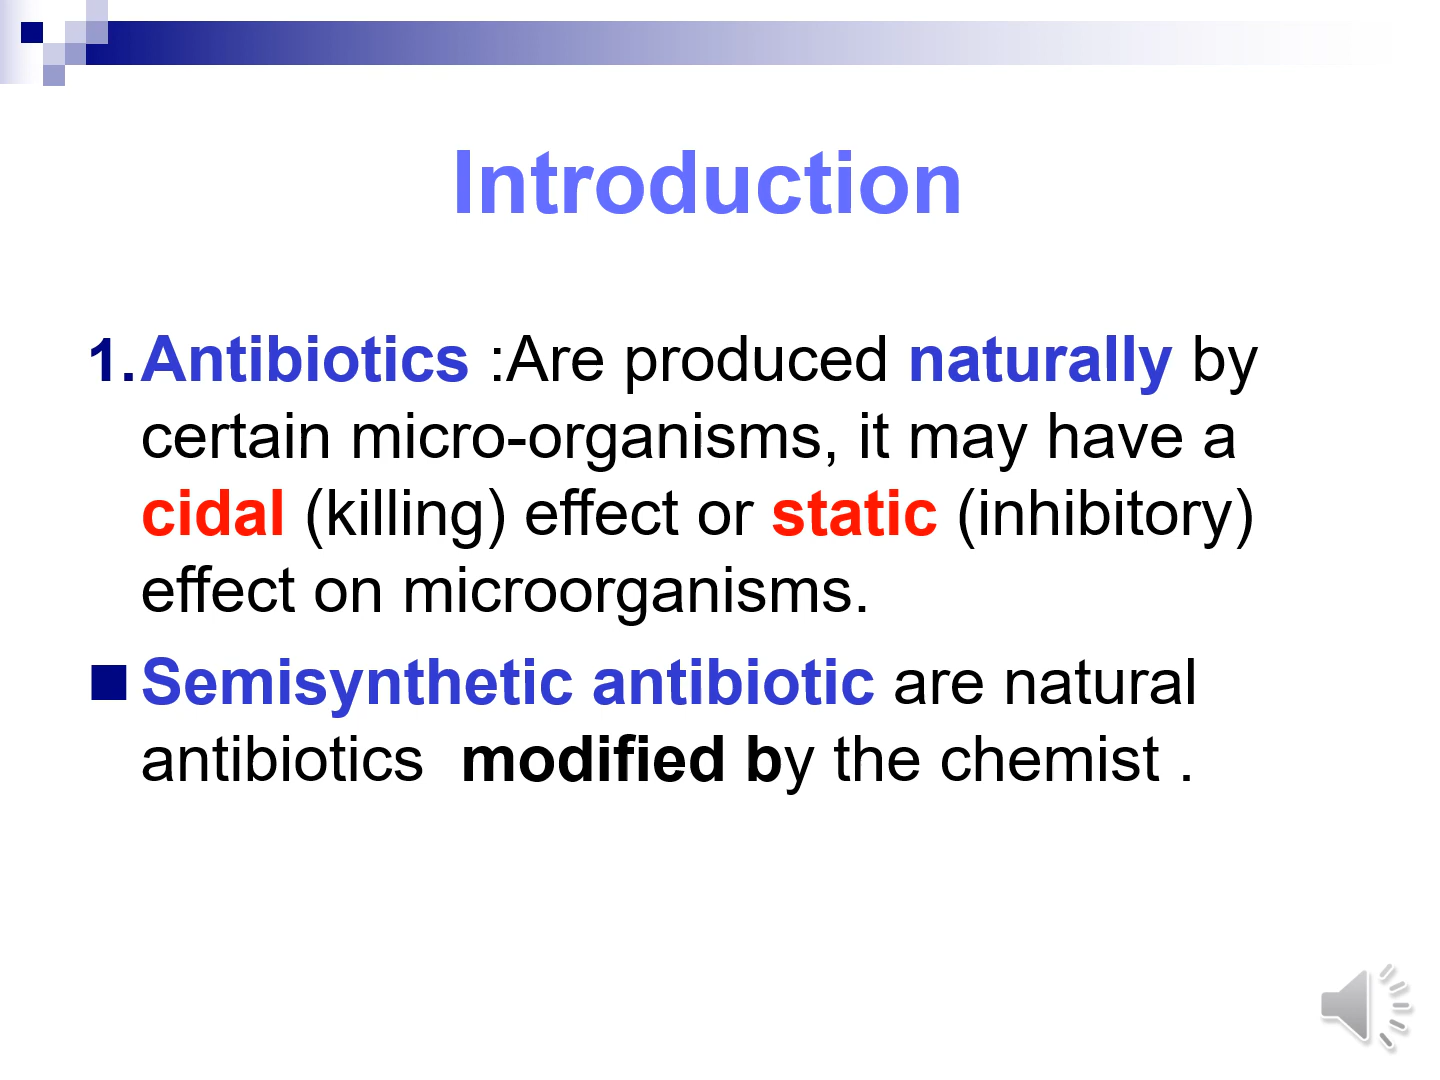 Introduction
1. Antibiotics :Are produced naturally by
certain micro-organisms, it may have a
cidal (killing) effect or static (inhibitory)
effect on microorganisms.
Semisynthetic antibiotic are natural
antibiotics  modified by the chemist .